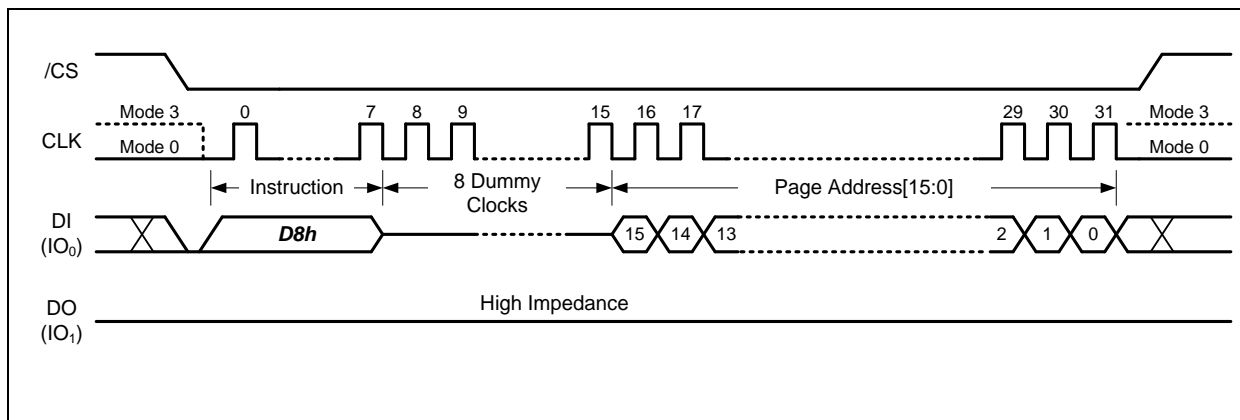 /CS
Mode 3 0 7 8 9 15 16 17 29 30 31 Mode 3
CLK
Mode 0 Mode 0
Instruction 8 Dummy Page Address[15:0]
Clocks
DI
(IO0) D8h 15 14 13 2 1 0
High Impedance
DO
(IO1)